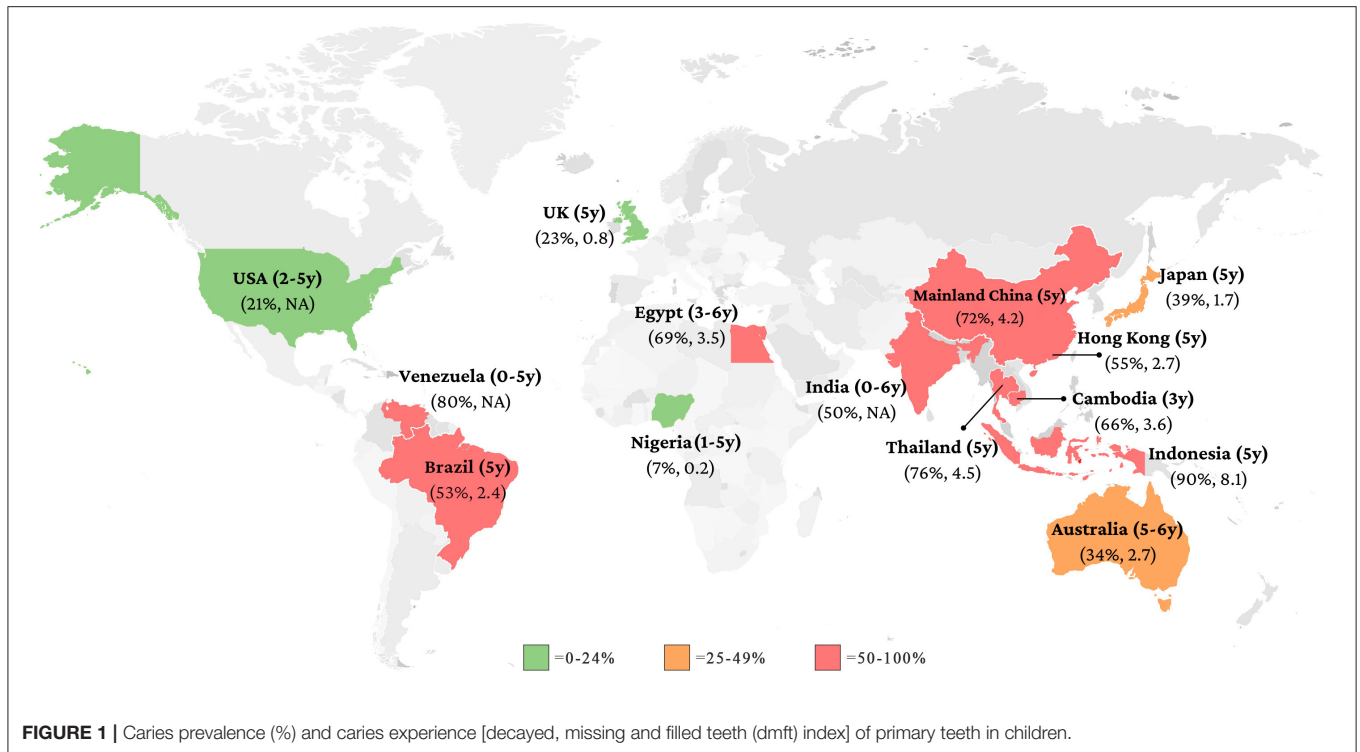 UK (5y)
(23%, 0.8)
USA (2-5y)
(21%, NA)
Japan (5y)
(39%, 1.7)
Mainland China (5y)
(72%, 4.2)
Egypt (3-6y)
(69%, 3.5)
Hong Kong (5y)
(55%, 2.7)
Venezuela (0-5y)
(80%, NA)
India (0-6y)
(50%, NA)
Cambodia (3y)
(66%, 3.6)
Nigeria (1-5y)
(7%, 0.2)
Thailand (5y)
(76%, 4.5)
Indonesia (5y)
(90%, 8.1)
Brazil (5y)
(53%, 2.4)
Australia (5-6y)
(34%, 2.7)
=0-24%
=25-49%
=50-100%
FIGURE 1 | Caries prevalence (%) and caries experience [decayed, missing and filled teeth (dmft) index] of primary teeth in children.